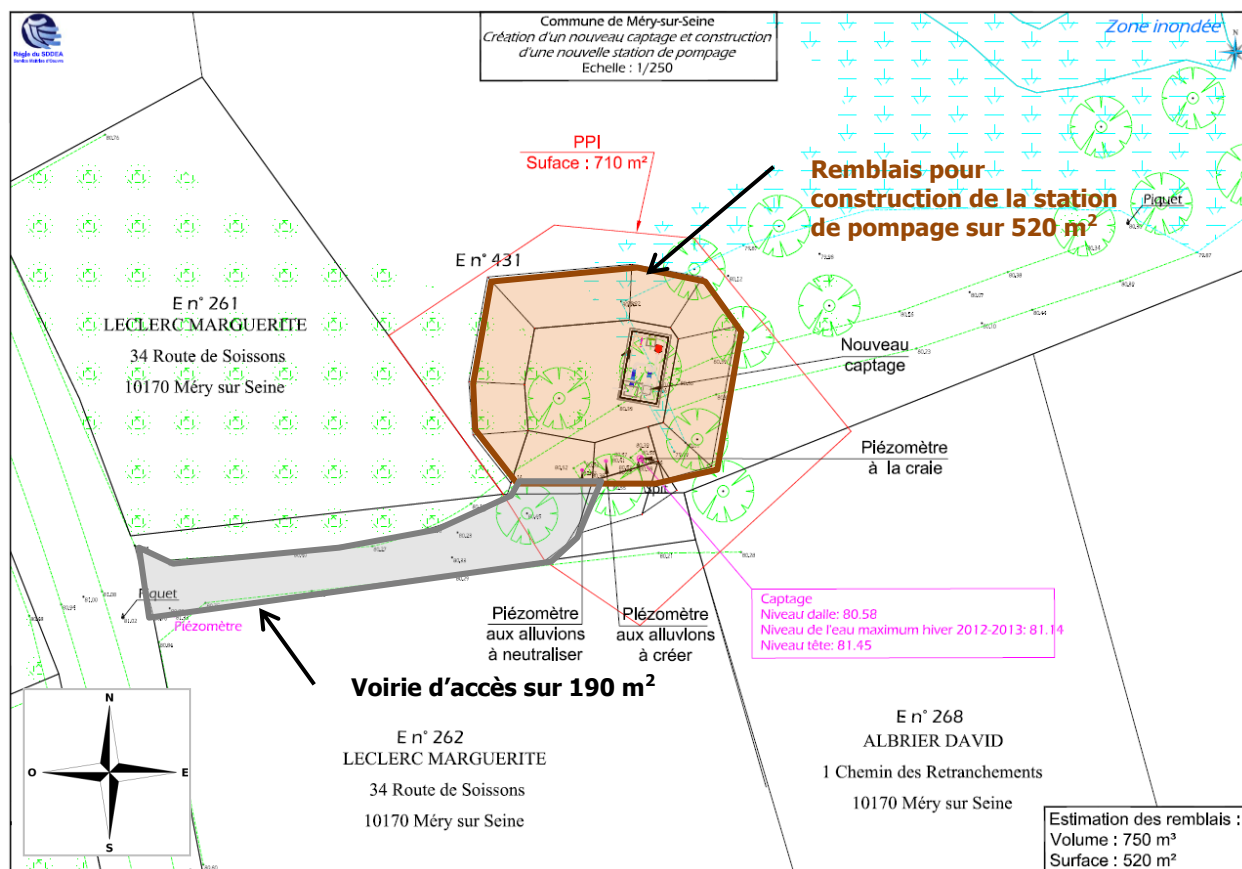 Commune de Méry-sur-Seine
Création d'un nouveau captage et construction
d'une nouvelle station de pompage
Echelle : 1/250
Zone inondée
N
Régie du SDDEA
PPI
Suface : 710 m²
Remblais pour
construction de la station
de pompage sur 520 m²
Piquet
E n° 431
E n° 261
LECLERC MARGUERITE
34 Route de Soissons
10170 Méry sur Seine
Nouveau
captage
Piézomètre
à la craie
Spit
Piquet
Piézomètre
Piézomètre
aux alluvions
à neutraliser
Piézomètre
aux alluvions
à créer
Captage
Niveau dalle: 80.58
Niveau de l'eau maximum hiver 2012-2013: 81.14
Niveau tête: 81.45
Voirie d'accès sur 190 m²
E n° 262
LECLERC MARGUERITE
34 Route de Soissons
10170 Méry sur Seine
E n° 268
ALBRIER DAVID
1 Chemin des Retranchements
10170 Méry sur Seine
N
O
E
S
Estimation des remblais :
Volume : 750 m³
Surface : 520 m²